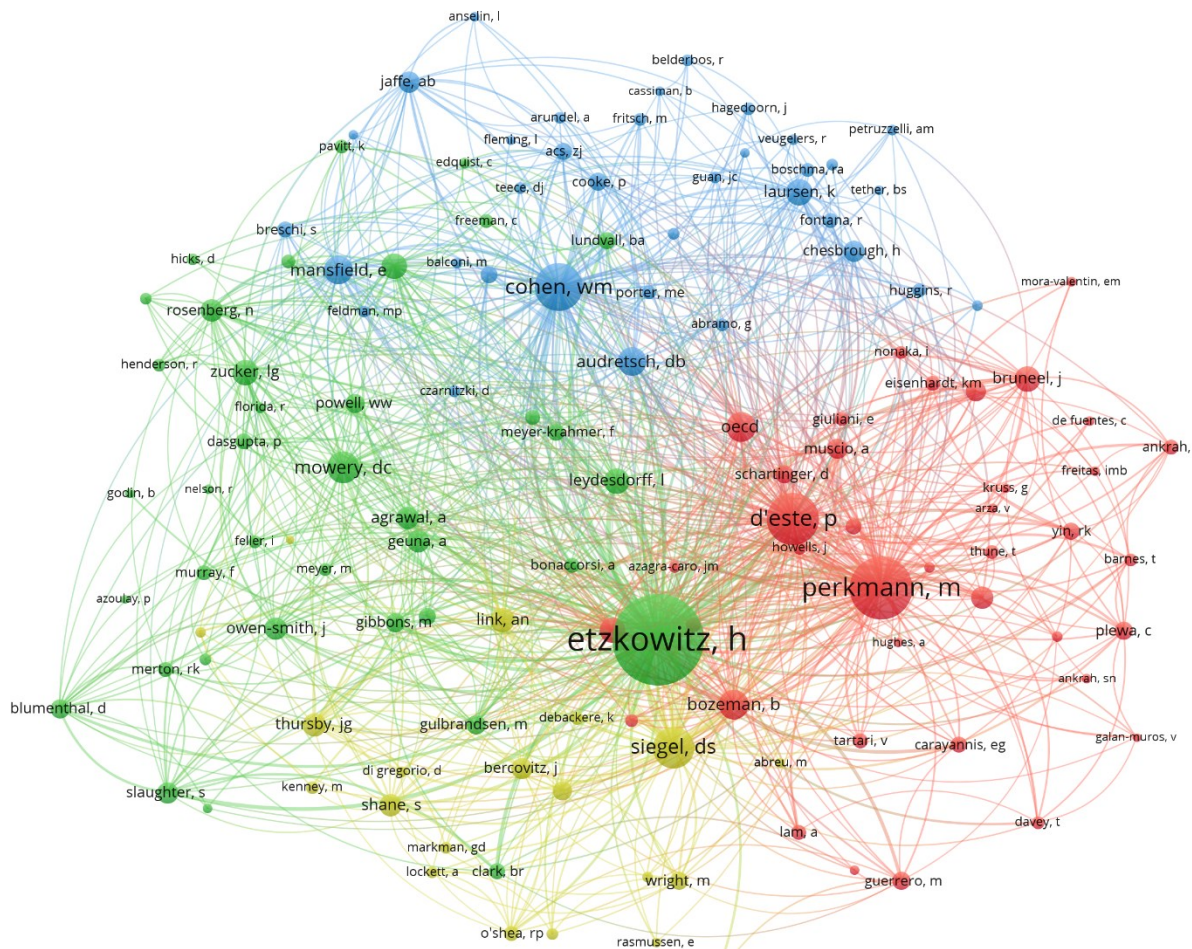 anselin, l
belderbos, r
jaffe, ab
cassiman, b
hagedoorn, j
arundel, a
fritsch, m
petruzzelli, am
fleming, l
veugelers, r
pavitt, k
acs, zj
edquist, c
boschma, ra
guan, jc
cooke, p
teece, dj
laursen, k
tether, bs
freeman, c
fontana, r
breschi, s
lundvall, ba
chesbrough, h
hicks, d
balconi, m
mansfield, e
mora-valentin, em
cohen, wm
porter, me
huggins, r
rosenberg, n
feldman, mp
abramo, g
nonaka, i
henderson, r
audretsch, db
zucker, lg
bruneel, j
eisenhardt, km
czarnitzki, d
powell, ww
florida, r
giuliani, e
de fuentes, c
oecd
meyer-krahmer, f
dasgupta, p
muscio, a
ankrah,
mowery, dc
freitas, imb
schartinger, d
leydesdorff, l
kruss, g
nelson, r
godin, b
arza, v
agrawal, a
d'este, p
yin, rk
geuna, a
feller, i
howells, j
thune, t
barnes, t
bonaccorsi, a
azagra-caro, jm
meyer, m
murray, f
perkmann, m
azoulay, p
link, an
gibbons, m
owen-smith, j
plewa, c
etzkowitz, h
hughes, a
merton, rk
ankrah, sn
bozeman, b
blumenthal, d
debackere, k
thursby, jg
gulbrandsen, m
galan-muros, v
tartari, v
carayannis, eg
siegel, ds
abreu, m
di gregorio, d
bercovitz, j
kenney, m
slaughter, s
shane, s
davey, t
lam, a
markman, gd
lockett, a
clark, br
wright, m
guerrero, m
o'shea, rp
rasmussen, e